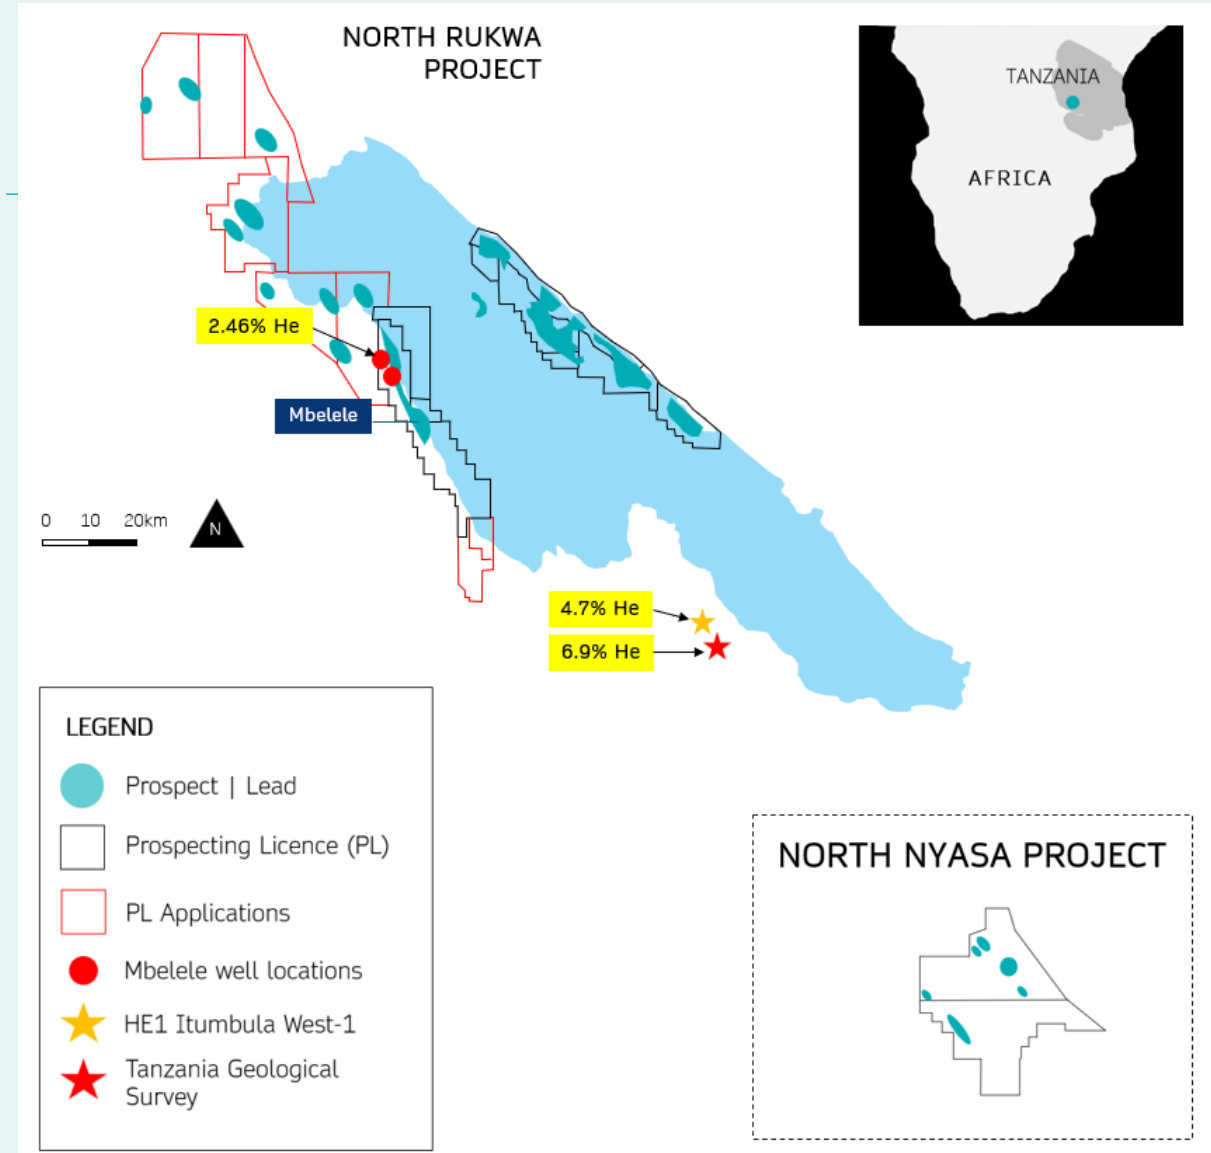 NORTH RUKWA
PROJECT
TANZANIA
AFRICA
2.46% He
Mbelele
0 10 20km
N
4.7% He
6.9% He
LEGEND
Prospect | Lead
Prospecting Licence (PL)
PL Applications
Mbelele well locations
HE1 Itumbula West-1
Tanzania Geological
Survey
NORTH NYASA PROJECT